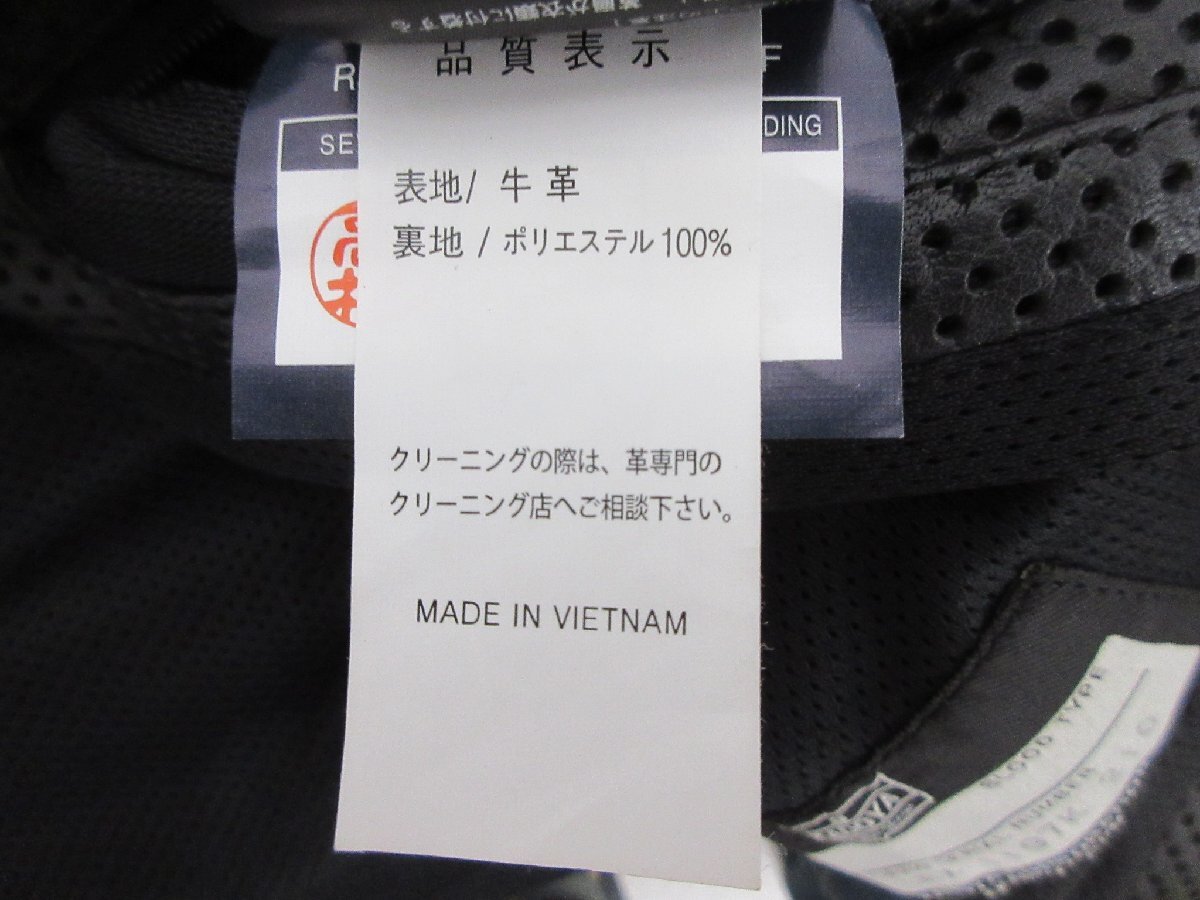 品質表示
表地/ 牛革
裏地 / ポリエステル 100%
クリーニングの際は、革専門の
クリーニング店へご相談下さい。
MADE IN VIETNAM
R
F
SE
DING
BLOOD TYPE